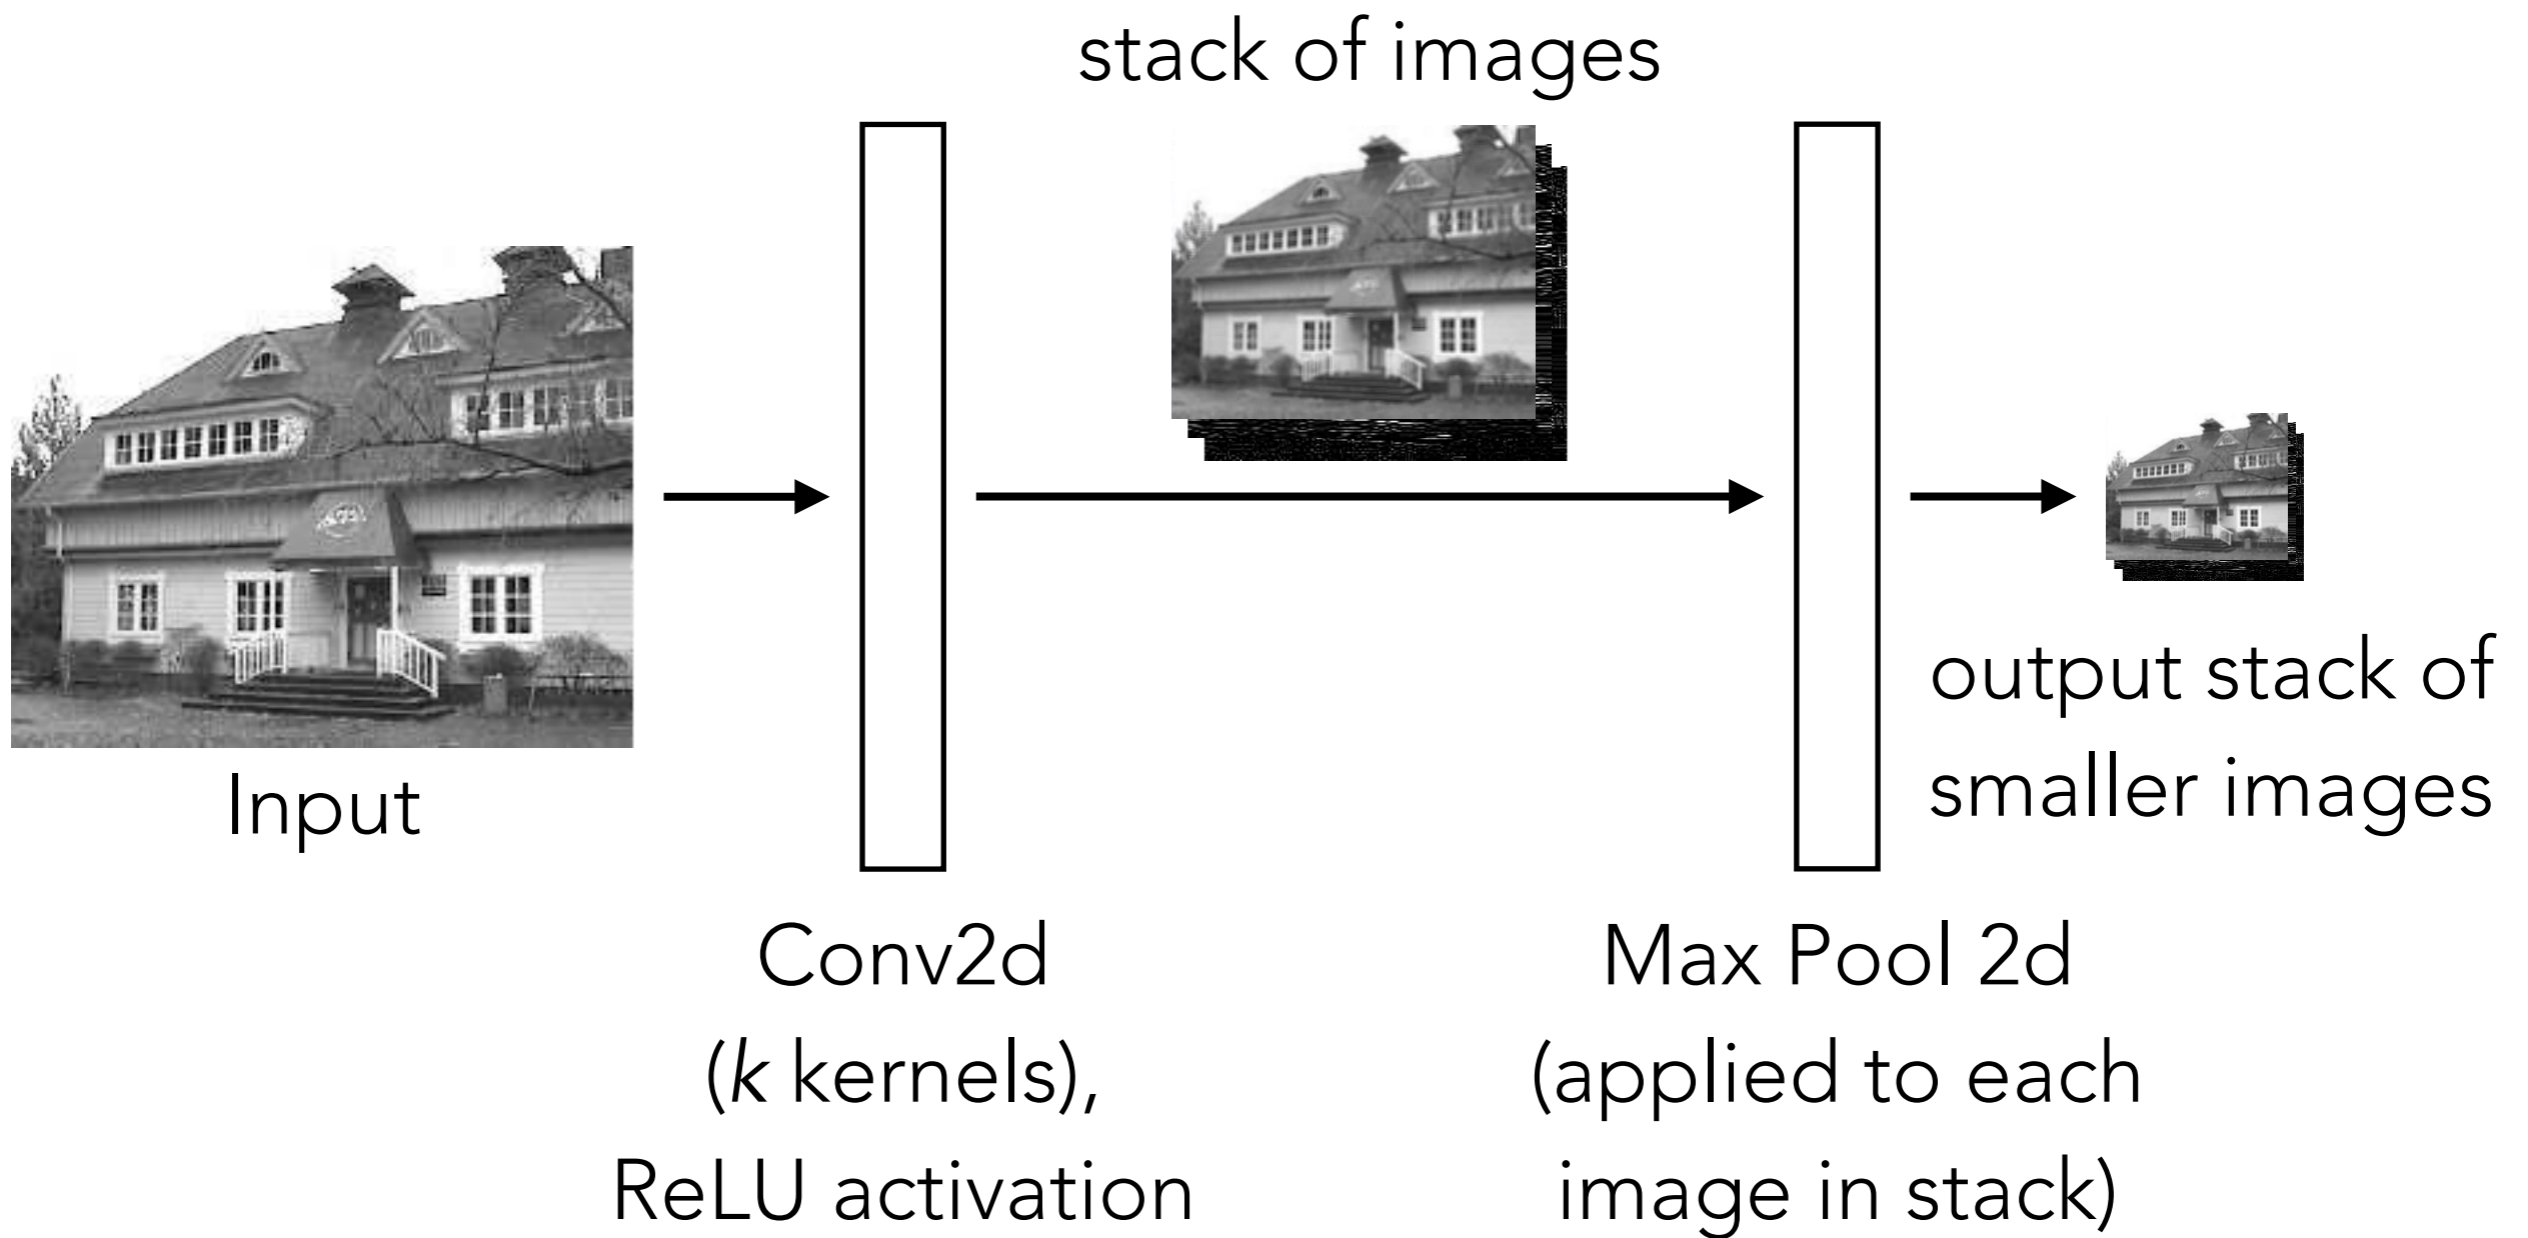 stack of images
Input
Conv2d
(k kernels),
ReLU activation
Max Pool 2d
(applied to each
image in stack)
output stack of
smaller images